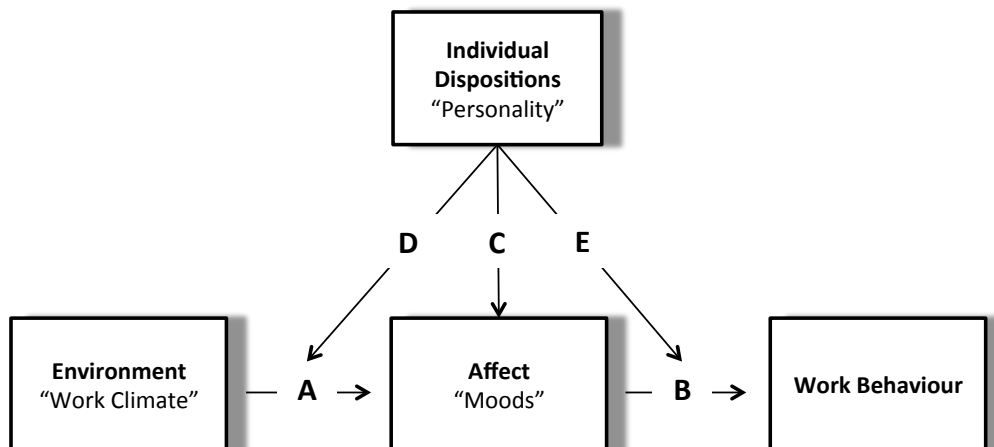 Individual
Dispositions
“Personality”
D C E
Environment
“Work Climate”
A
Affect
“Moods”
B
Work Behaviour